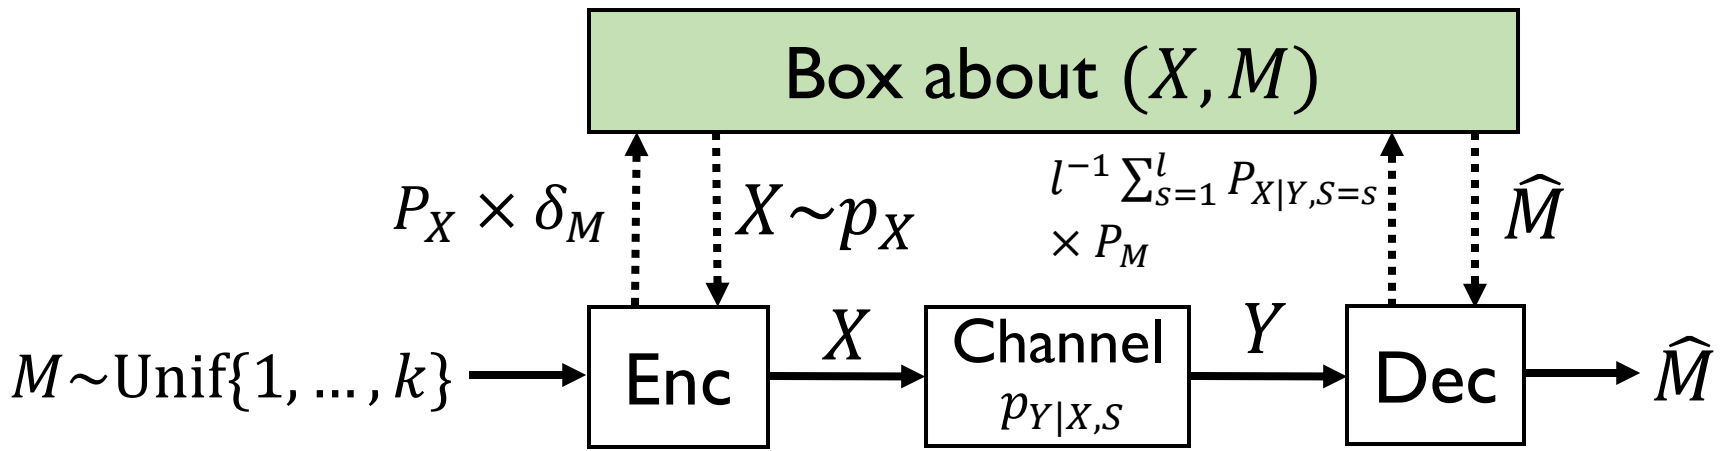 Box about (X, M)
P_X × δ_M
X~p_X
l^{-1} ∑_{s=1}^{l} P_{X|Y,S=s}
× P_M
M̂
M~Unif{1, … , k}
Enc
X
Channel
p_{Y|X,S}
Y
Dec
M̂